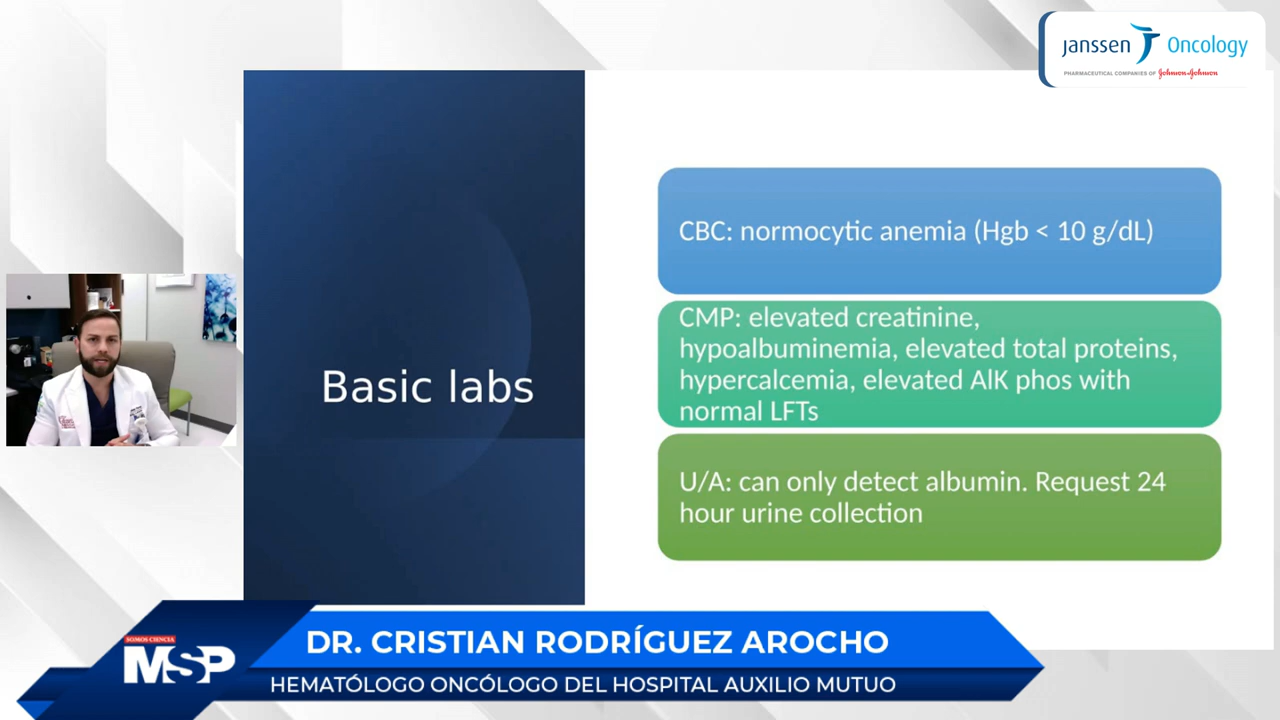 Janssen Oncology
PHARMACEUTICAL COMPANIES OF Johnson & Johnson
CBC: normocytic anemia (Hgb < 10 g/dL)
CMP: elevated creatinine,
hypoalbuminemia, elevated total proteins,
hypercalcemia, elevated AlK phos with
normal LFTs
Basic labs
U/A: can only detect albumin. Request 24
hour urine collection
SOMOS CIENCIA
MSP
DR. CRISTIAN RODRÍGUEZ AROCHO
HEMATÓLOGO ONCÓLOGO DEL HOSPITAL AUXILIO MUTUO